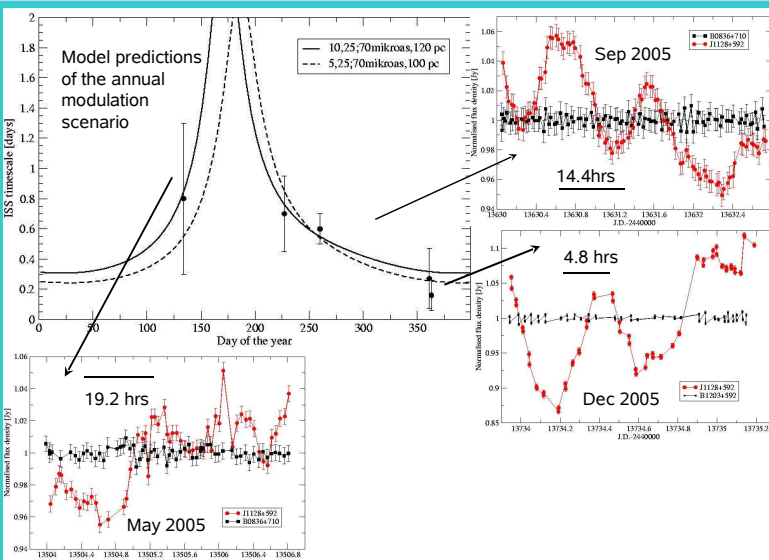 Model predictions
of the annual
modulation
scenario
10,25;70mikroas,120 pc
5,25;70mikroas,100 pc
ISS timescale [days]
2
1.8
1.6
1.4
1.2
1
0.8
0.6
0.4
0.2
0
0 50 100 150 200 250 300 350
Day of the year
B0836+710
J1128+592
Sep 2005
14.4hrs
Normalised flux density [Jy]
1.06
1.04
1.02
1
0.98
0.96
0.94
13630 13630.4 13630.8 13631.2 13631.6 13632 13632.4
J.D.-2440000
4.8 hrs
Normalised flux density [Jy]
1.1
1.05
1
0.95
0.9
0.85
J1128+592
B1203+592
Dec 2005
13734 13734.2 13734.4 13734.6 13734.8 13735 13735.2
J.D.-2440000
19.2 hrs
Normalised flux density [Jy]
1.06
1.04
1.02
1
0.98
0.96
0.94
J1128+592
B0836+710
May 2005
13504 13504.4 13504.8 13505.2 13505.6 13506 13506.4 13506.8